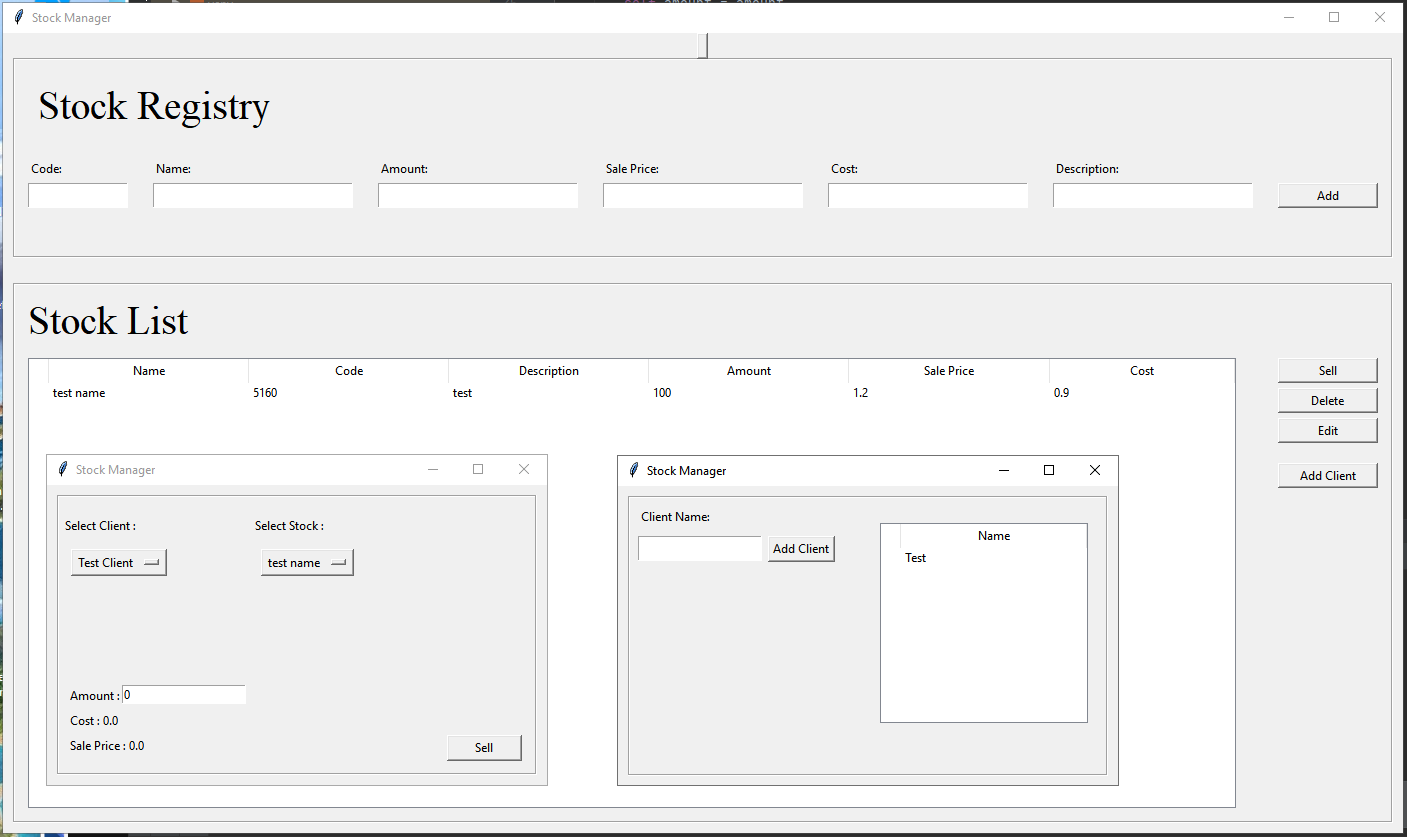 Stock Manager
Stock Registry
Code: Name: Amount: Sale Price: Cost: Description:
Add
Stock List
Name Code Description Amount Sale Price Cost
test name 5160 test 100 1.2 0.9
Sell
Delete
Edit
Add Client
Stock Manager
Select Client : Select Stock :
Test Client test name
Amount : 0
Cost : 0.0
Sale Price : 0.0
Sell
Stock Manager
Client Name:
Add Client
Name
Test